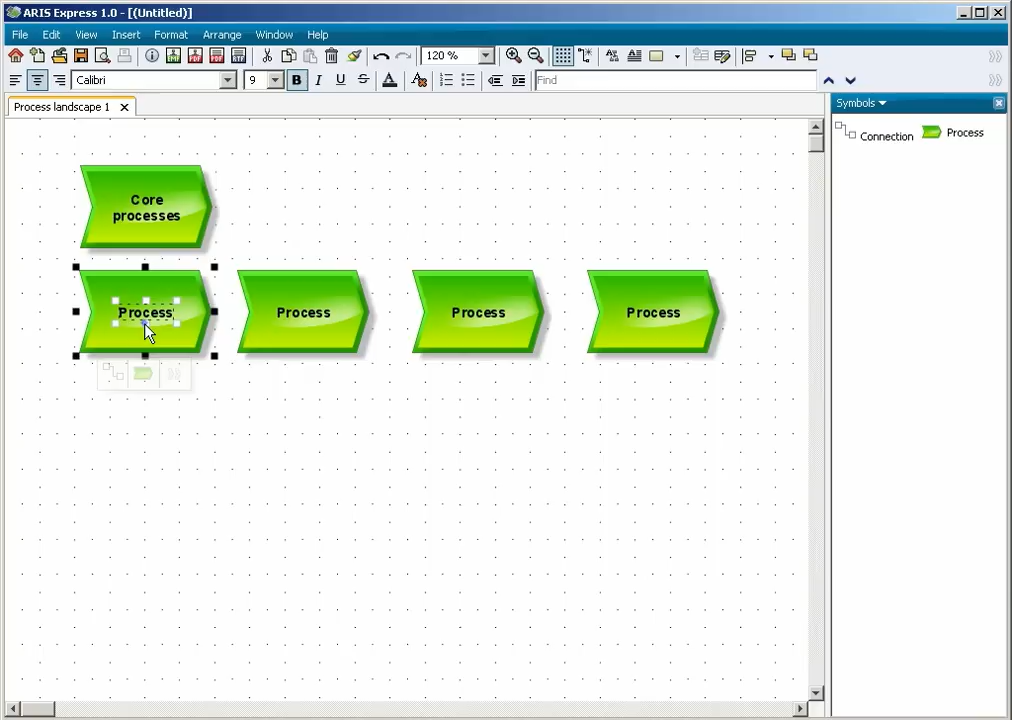 ARIS Express 1.0 - [(Untitled)]
File Edit View Insert Format Arrange Window Help
120 %
Calibri 9 B I U S A Find
Process landscape 1
Symbols
Connection Process
Core
processes
Process Process Process Process